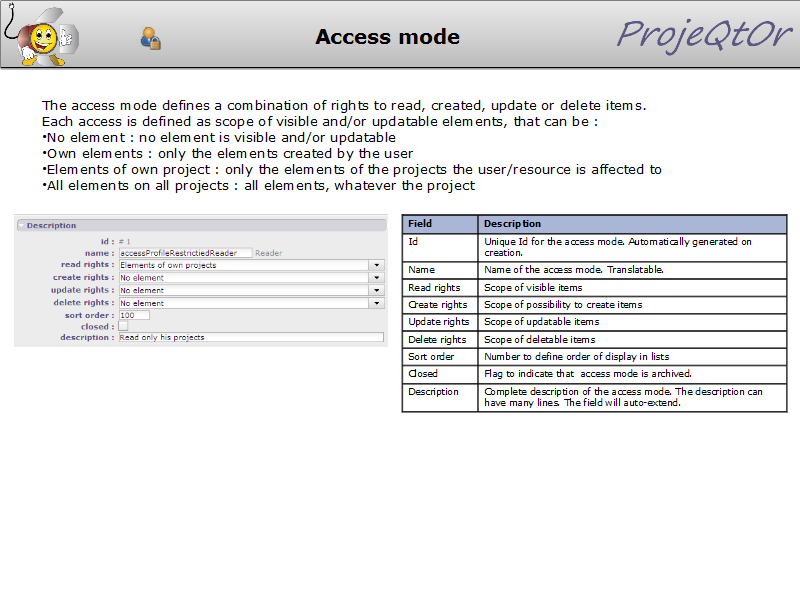 Access mode
ProjeQtOr
The access mode defines a combination of rights to read, created, update or delete items.
Each access is defined as scope of visible and/or updatable elements, that can be :
•No element : no element is visible and/or updatable
•Own elements : only the elements created by the user
•Elements of own project : only the elements of the projects the user/resource is affected to
•All elements on all projects : all elements, whatever the project
Description
id : # 1
name : accessProfileRestrictiedReader Reader
read rights : Elements of own projects
create rights : No element
update rights : No element
delete rights : No element
sort order : 100
closed :
description : Read only his projects
Field Description
Id Unique Id for the access mode. Automatically generated on
creation.
Name Name of the access mode. Translatable.
Read rights Scope of visible items
Create rights Scope of possibility to create items
Update rights Scope of updatable items
Delete rights Scope of deletable items
Sort order Number to define order of display in lists
Closed Flag to indicate that access mode is archived.
Description Complete description of the access mode. The description can
have many lines. The field will auto-extend.